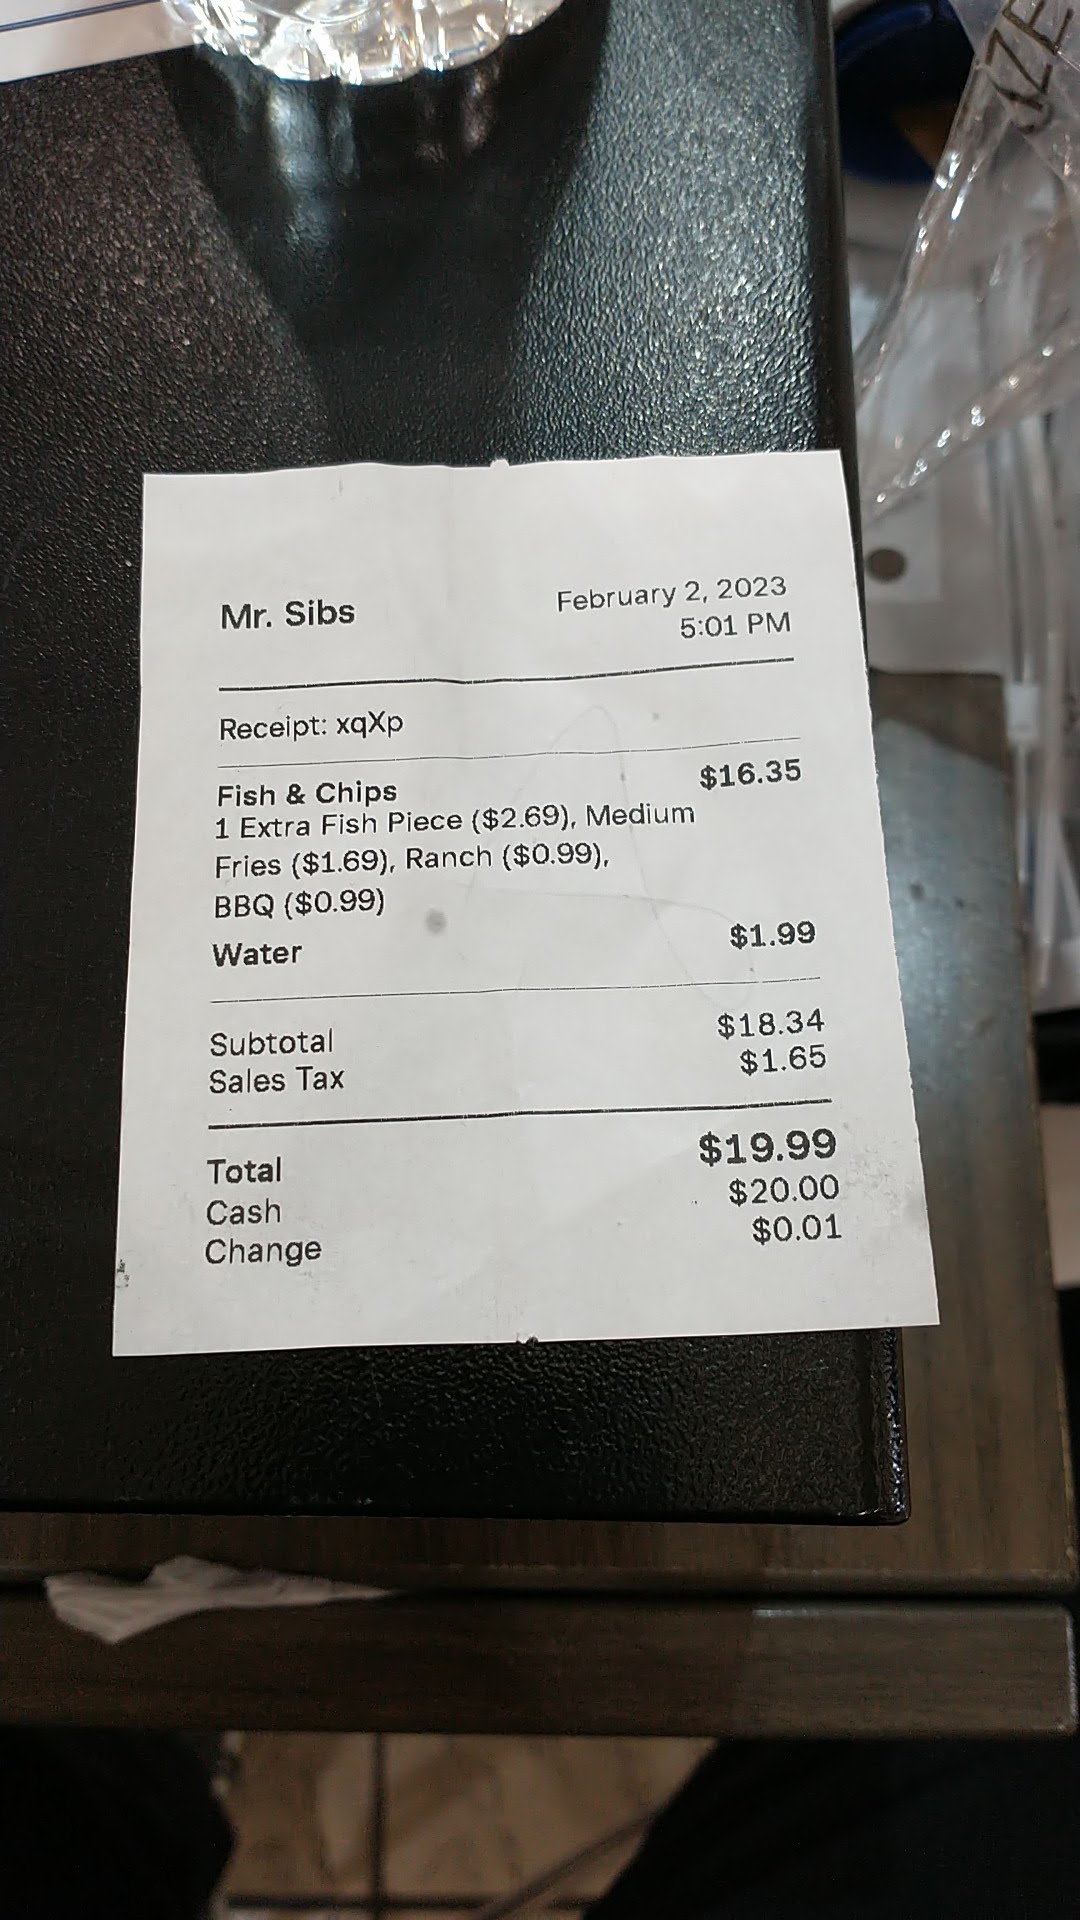 Mr. Sibs
February 2, 2023
5:01 PM
Receipt: xqXp
Fish & Chips $16.35
1 Extra Fish Piece ($2.69), Medium
Fries ($1.69), Ranch ($0.99),
BBQ ($0.99)
Water $1.99
Subtotal $18.34
Sales Tax $1.65
Total $19.99
Cash $20.00
Change $0.01